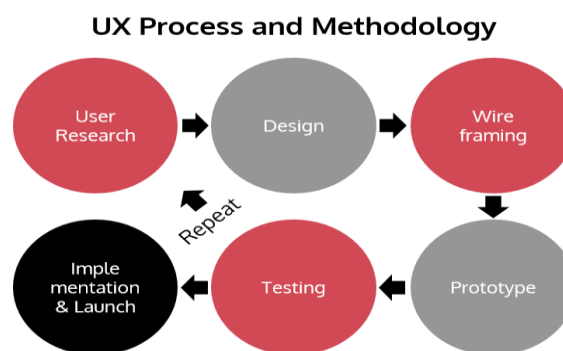 UX Process and Methodology
User
Research
Design
Wire
framing
Repeat
Imple
mentation
& Launch
Testing
Prototype